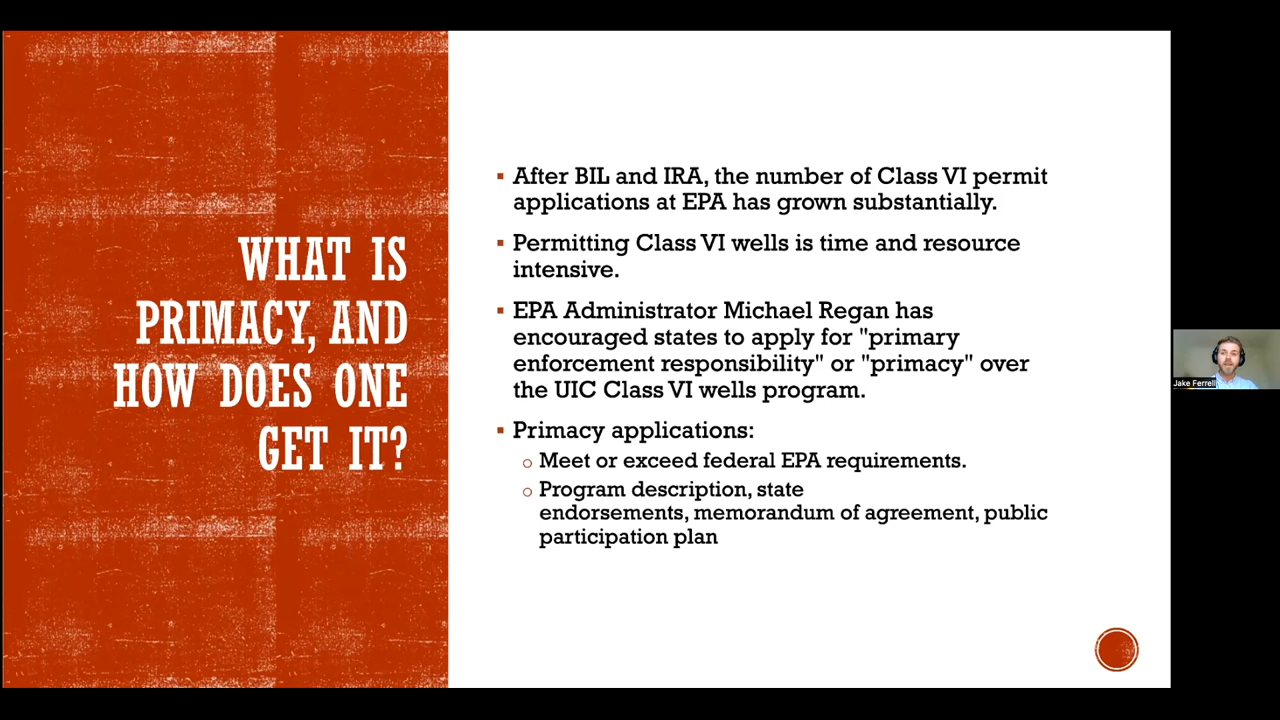 WHAT IS
PRIMACY, AND
HOW DOES ONE
GET IT?
After BIL and IRA, the number of Class VI permit
applications at EPA has grown substantially.
Permitting Class VI wells is time and resource
intensive.
EPA Administrator Michael Regan has
encouraged states to apply for "primary
enforcement responsibility" or "primacy" over
the UIC Class VI wells program.
Primacy applications:
Meet or exceed federal EPA requirements.
Program description, state
endorsements, memorandum of agreement, public
participation plan
Jake Ferrell